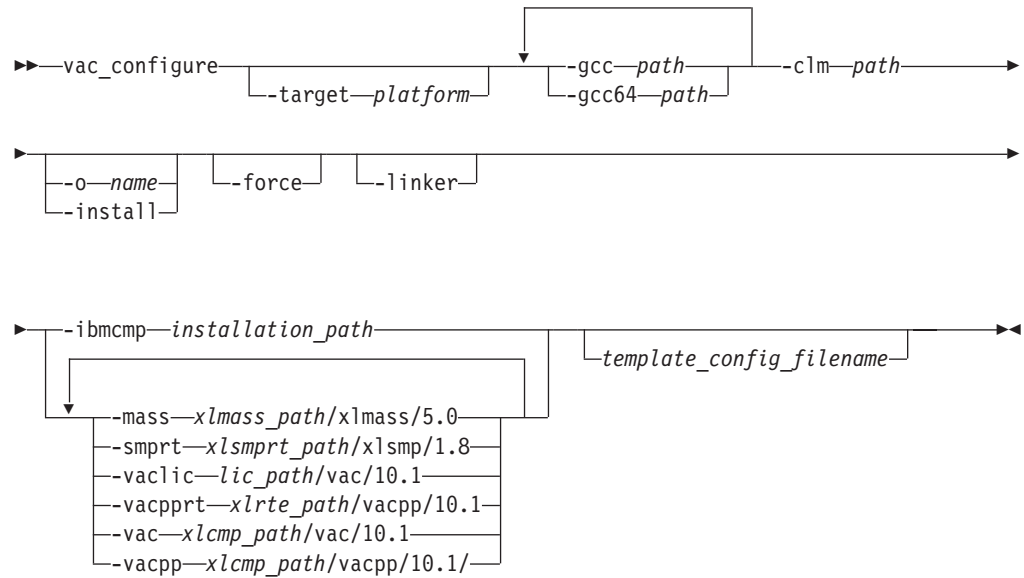 vac_configure -gcc path -clm path
-target platform -gcc64 path
-o name -force -linker
-install
-ibmcmp installation_path
template_config_filename
-mass xlmass_path/xlmass/5.0
-smprt xlsmprt_path/xlsmp/1.8
-vaclic lic_path/vac/10.1
-vacpprt xlrte_path/vacpp/10.1
-vac xlcmp_path/vac/10.1
-vacpp xlcmp_path/vacpp/10.1/